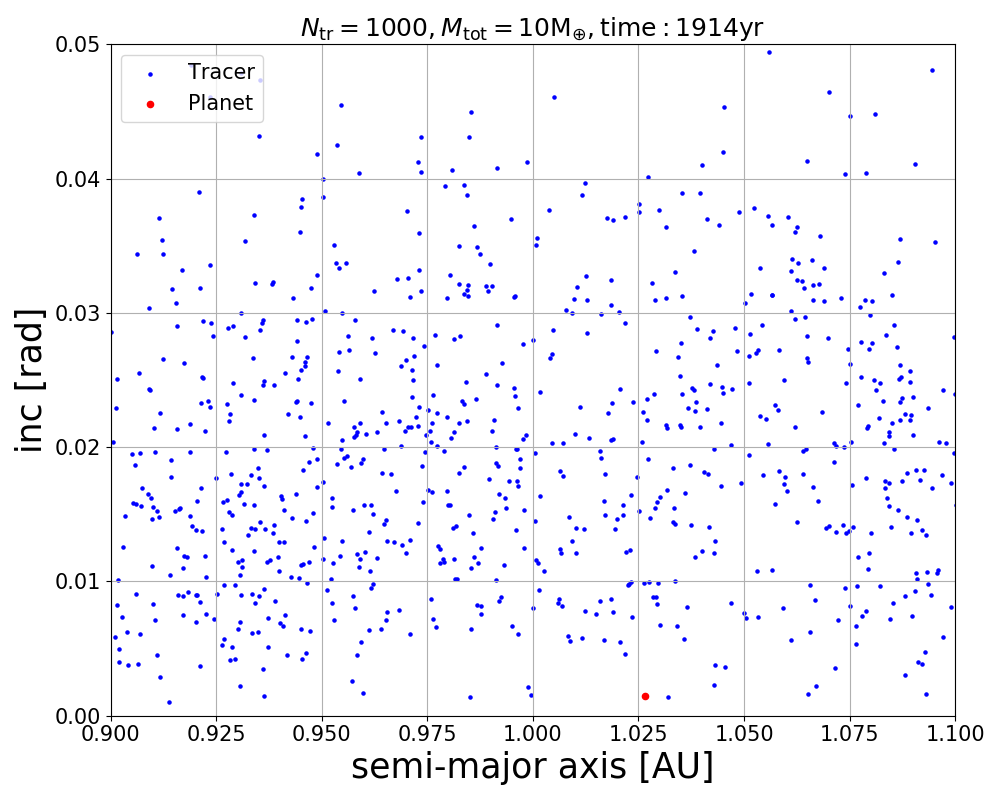 N_tr = 1000, M_tot = 10M_⊕, time : 1914yr
Tracer
Planet
0.05
0.04
0.03
0.02
0.01
0.00
inc [rad]
0.900 0.925 0.950 0.975 1.000 1.025 1.050 1.075 1.100
semi-major axis [AU]